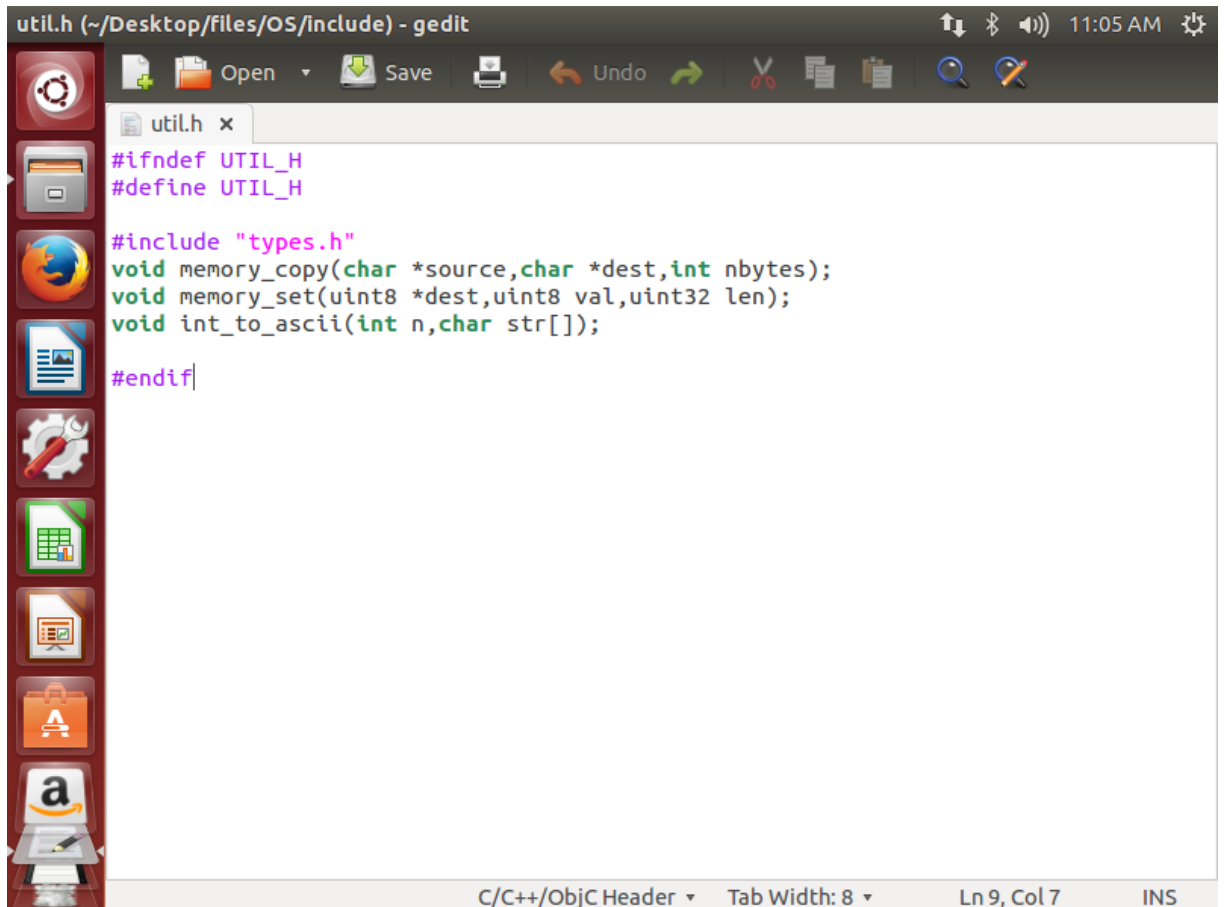 util.h (~/Desktop/files/OS/include) - gedit
11:05 AM
Open
Save
Undo
util.h ×
#ifndef UTIL_H
#define UTIL_H
#include "types.h"
void memory_copy(char *source,char *dest,int nbytes);
void memory_set(uint8 *dest,uint8 val,uint32 len);
void int_to_ascii(int n,char str[]);
#endif
A
a
C/C++/ObjC Header
Tab Width: 8
Ln 9, Col 7
INS